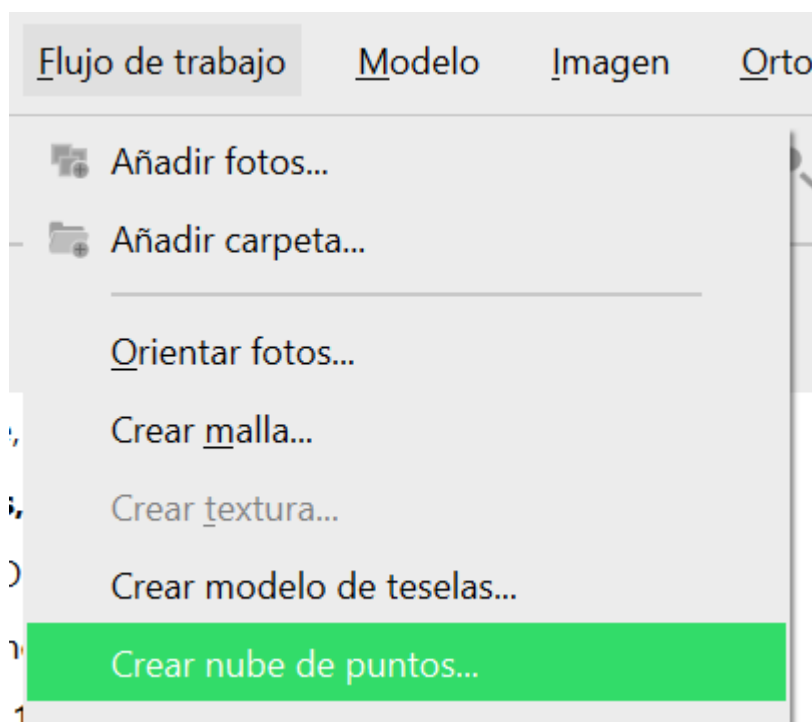 Flujo de trabajo Modelo Imagen Orto
Añadir fotos...
Añadir carpeta...
Orientar fotos...
Crear malla...
Crear textura...
Crear modelo de teselas...
Crear nube de puntos...